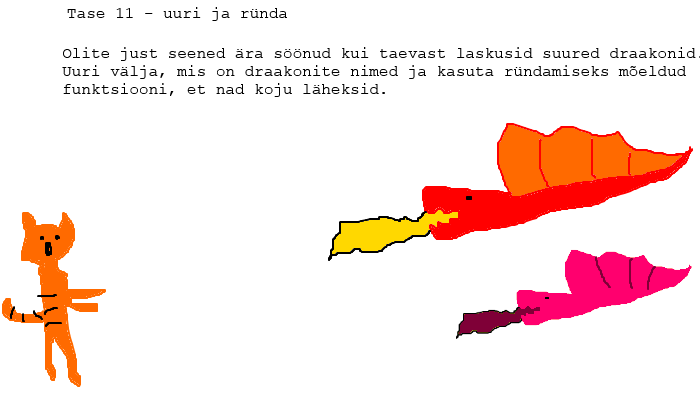 Tase 11 - uuri ja ründa
Olite just seened ära söönud kui taevast laskusid suured draakonid.
Uuri välja, mis on draakonite nimed ja kasuta ründamiseks mõeldud
funktsiooni, et nad koju läheksid.